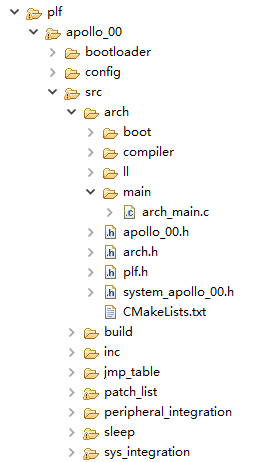 plf
apollo_00
bootloader
config
src
arch
boot
compiler
ll
main
arch_main.c
apollo_00.h
arch.h
plf.h
system_apollo_00.h
CMakeLists.txt
build
inc
jmp_table
patch_list
peripheral_integration
sleep
sys_integration